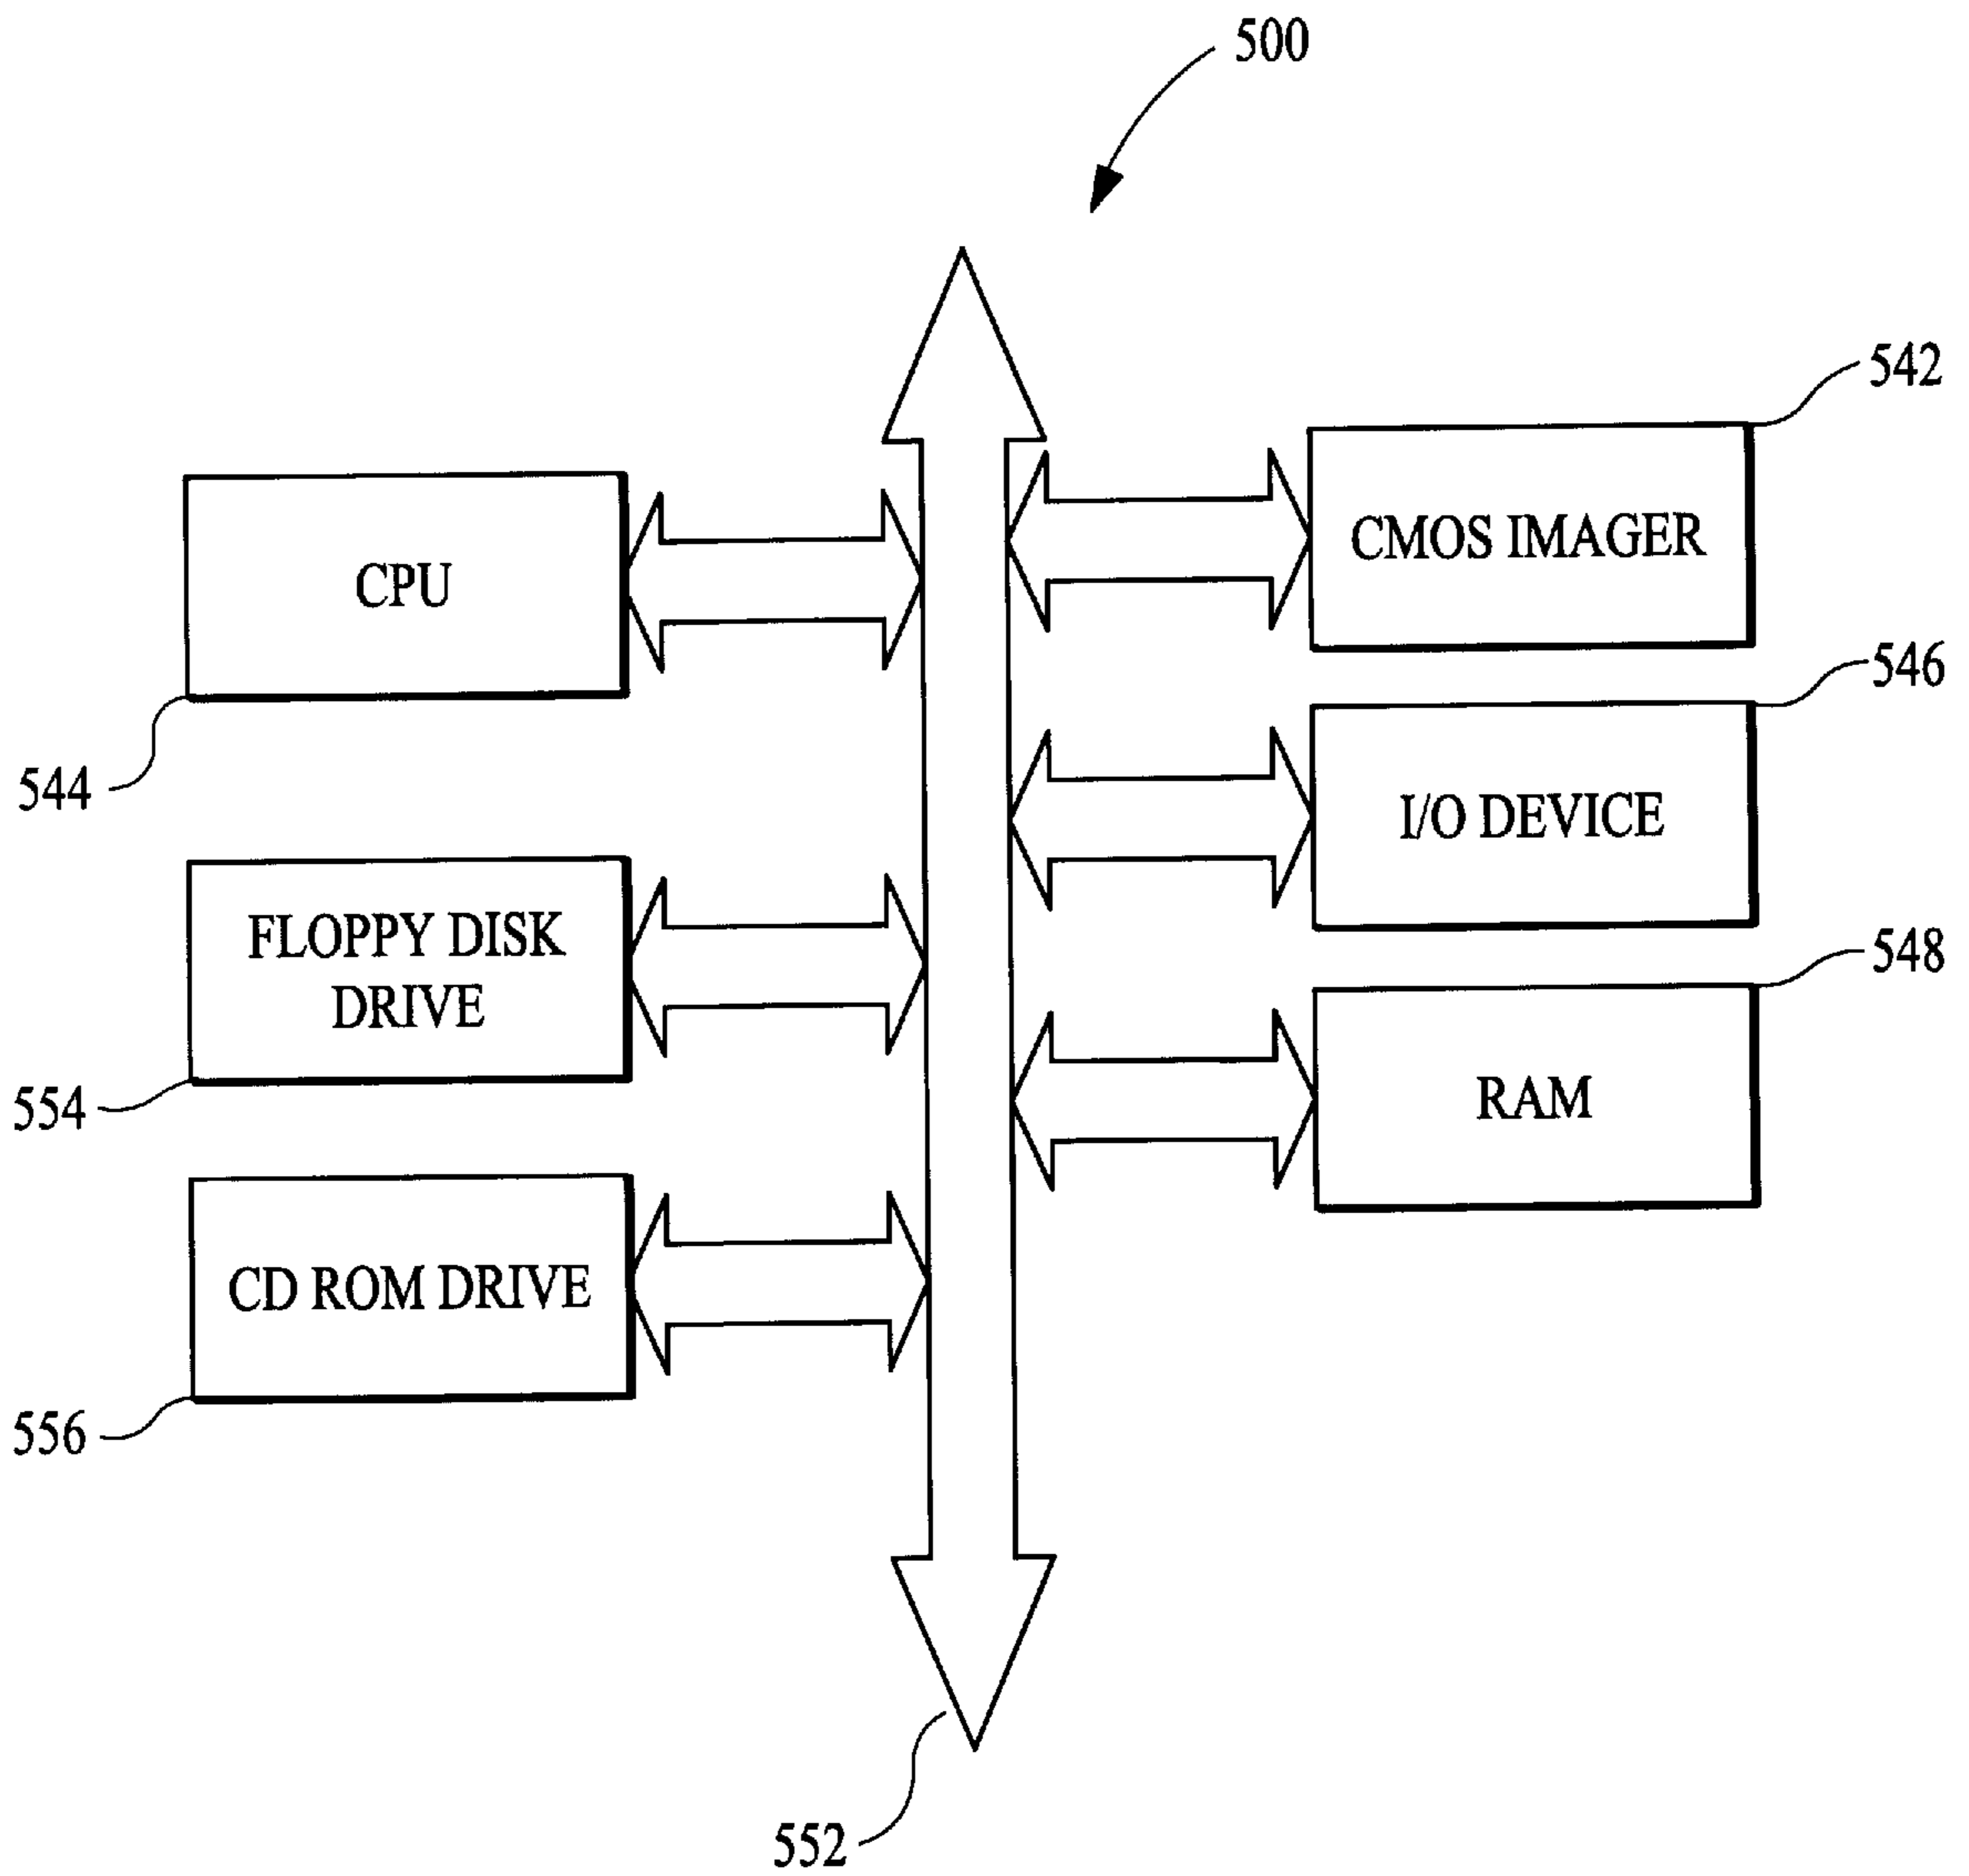 500
542
CMOS IMAGER
CPU
546
544
I/O DEVICE
FLOPPY DISK
DRIVE
548
554
RAM
CD ROM DRIVE
556
552